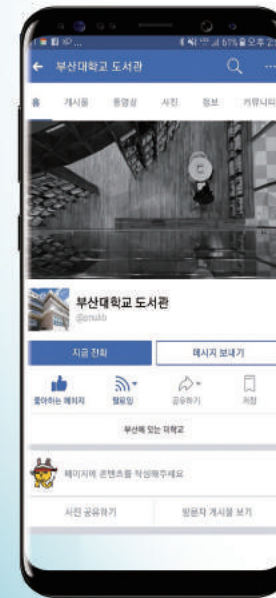 61% 오후 2:
부산대학교 도서관
홈 게시물 동영상 사진 정보 커뮤니티
부산대학교 도서관
@pnulib
지금 전화 메시지 보내기
좋아하는 페이지 팔로잉 공유하기 저장
부산에 있는 대학교
페이지에 콘텐츠를 작성해주세요
사진 공유하기 방문자 게시물 보기